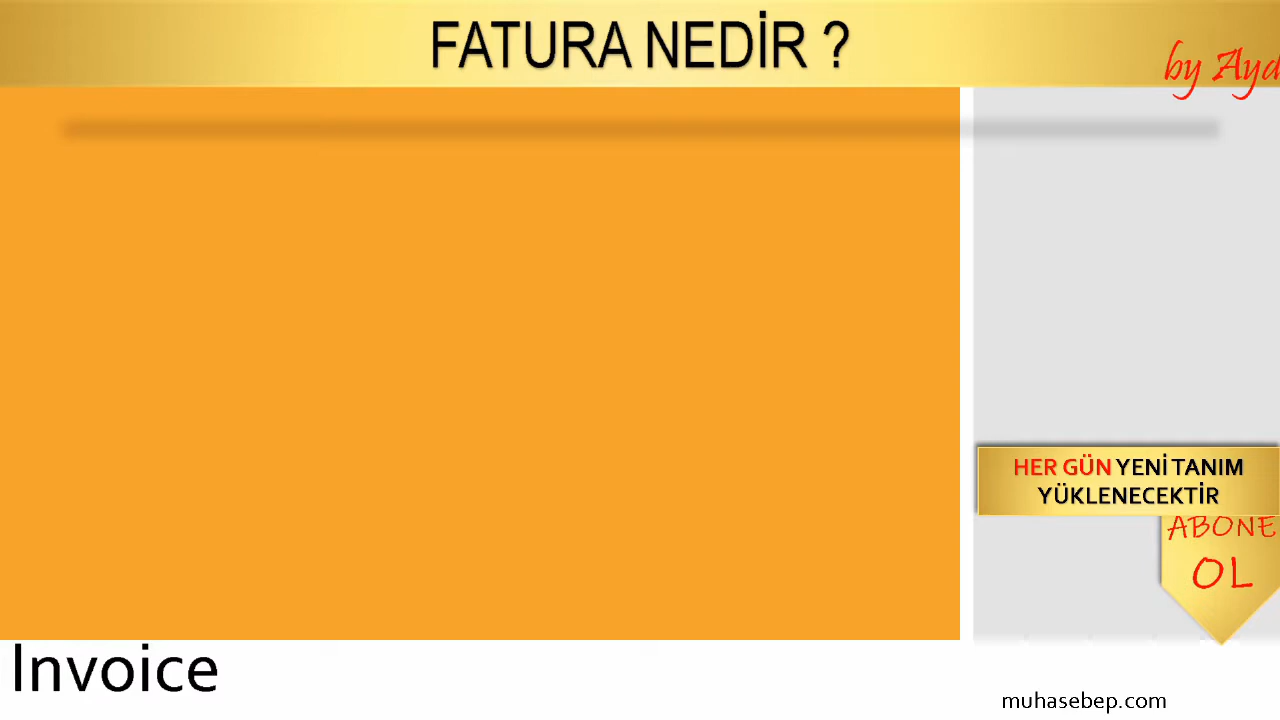 FATURA NEDİR ?
by Ayd
HER GÜN YENİ TANIM
YÜKLENECEKTİR
ABONE
OL
Invoice
muhasebep.com